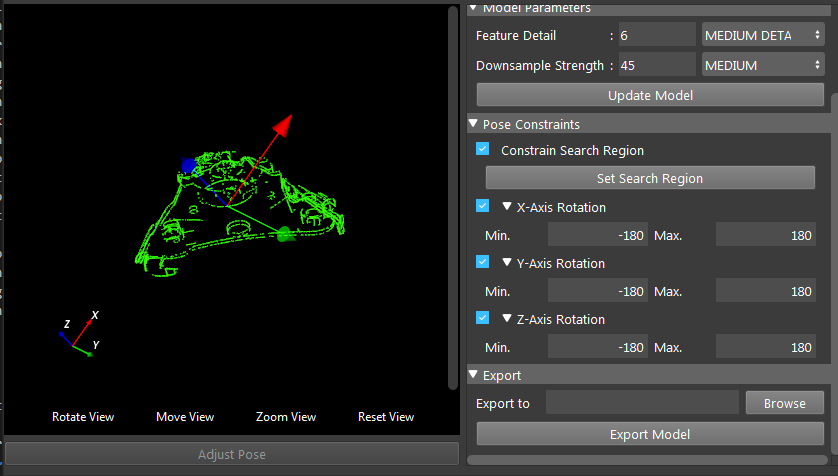 Model Parameters
Feature Detail : 6 MEDIUM DETA
Downsample Strength : 45 MEDIUM
Update Model
Pose Constraints
Constrain Search Region
Set Search Region
X-Axis Rotation
Min. -180 Max. 180
Y-Axis Rotation
Min. -180 Max. 180
Z-Axis Rotation
Min. -180 Max. 180
Export
Export to Browse
Export Model
X
Z
Y
Rotate View Move View Zoom View Reset View
Adjust Pose